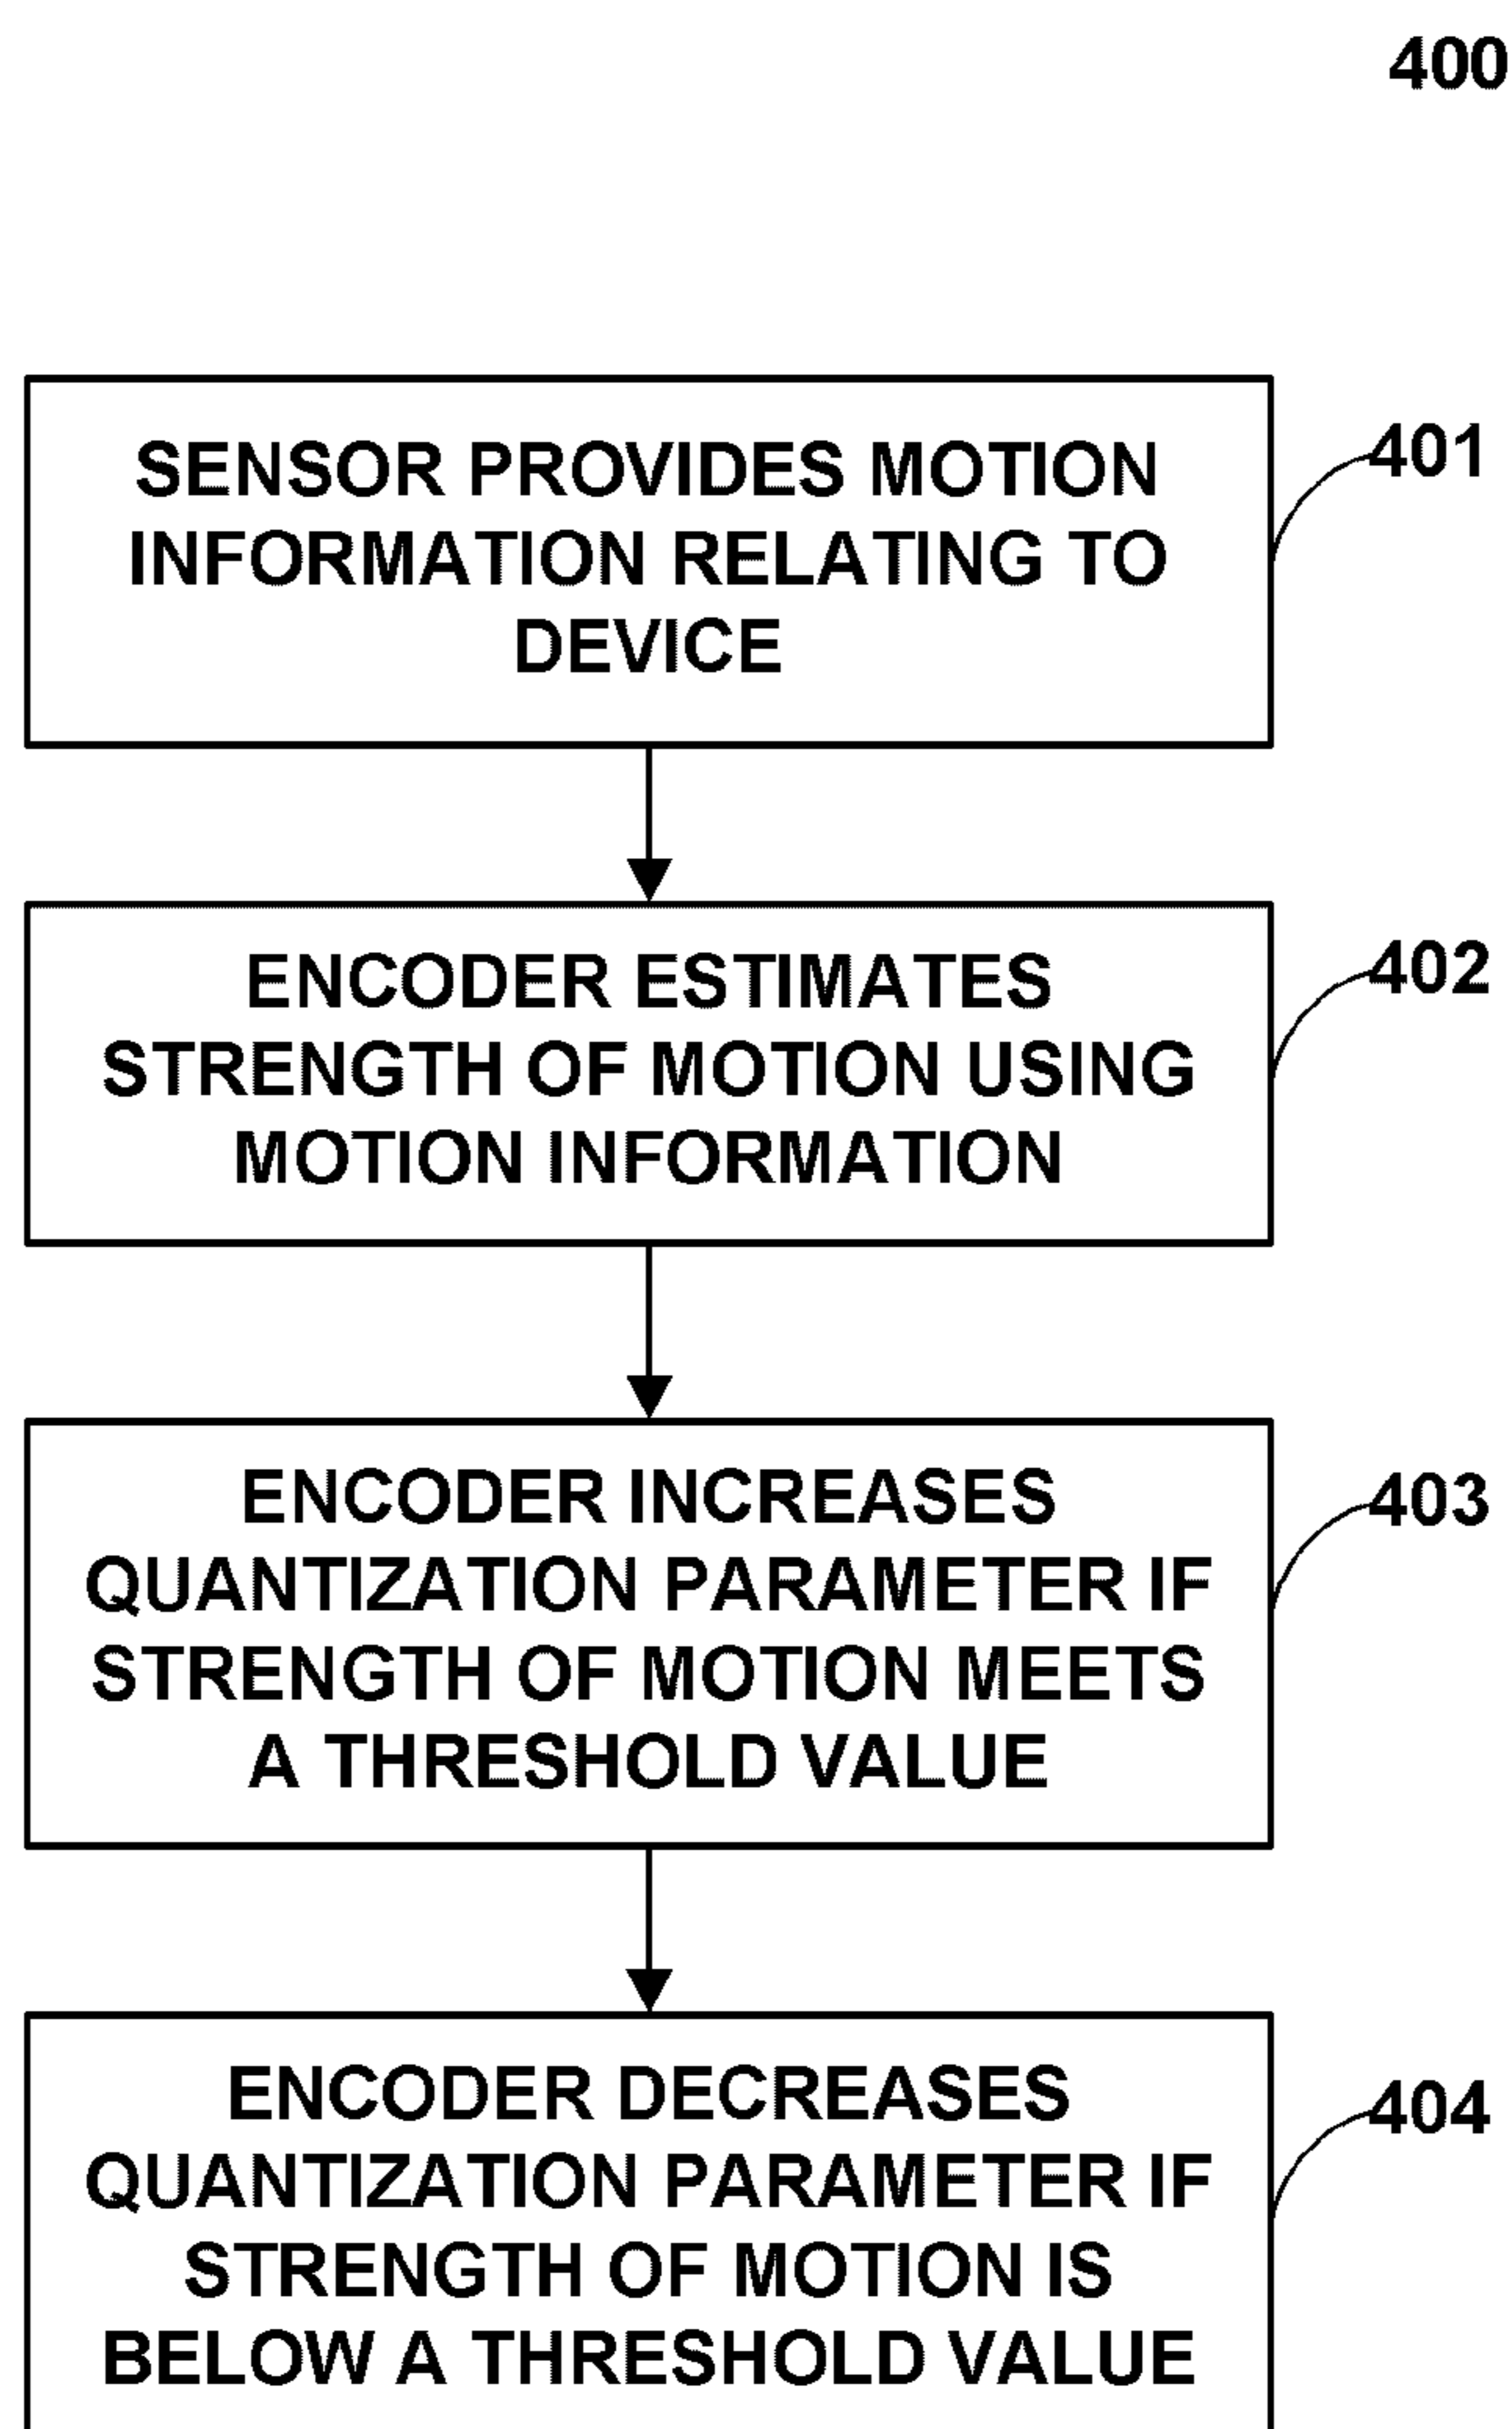 400
SENSOR PROVIDES MOTION
INFORMATION RELATING TO
DEVICE
401
ENCODER ESTIMATES
STRENGTH OF MOTION USING
MOTION INFORMATION
402
ENCODER INCREASES
QUANTIZATION PARAMETER IF
STRENGTH OF MOTION MEETS
A THRESHOLD VALUE
403
ENCODER DECREASES
QUANTIZATION PARAMETER IF
STRENGTH OF MOTION IS
BELOW A THRESHOLD VALUE
404